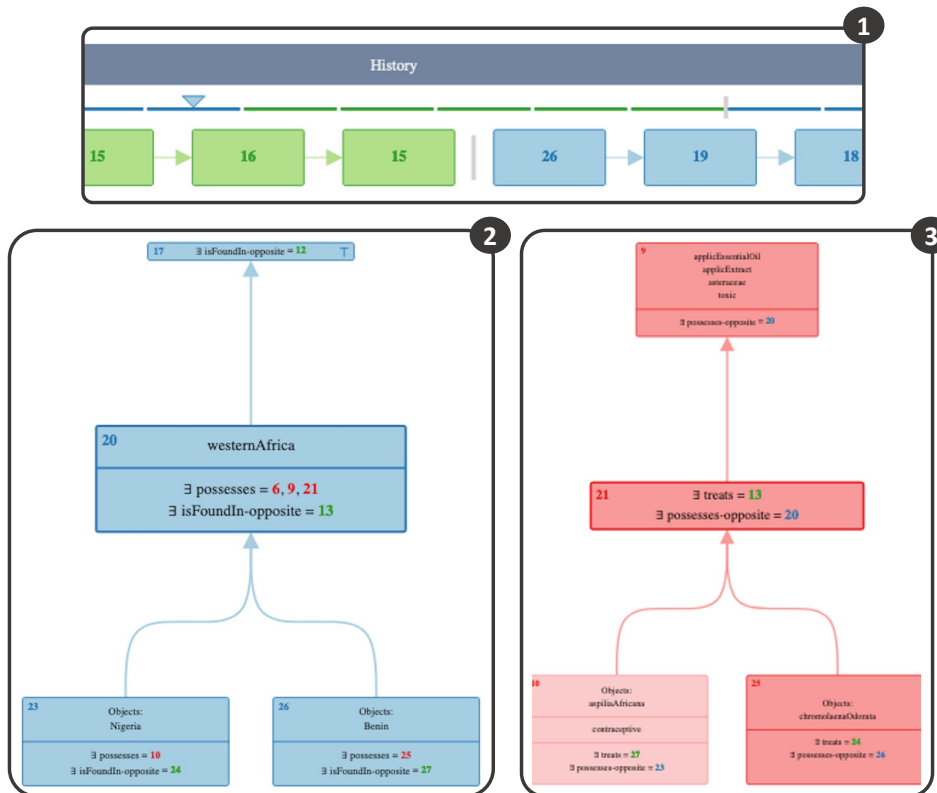 1
History
15
16
15
26
19
18
2
17
∃ isFoundIn-opposite = 12
⊤
20
westernAfrica
∃ possesses = 6, 9, 21
∃ isFoundIn-opposite = 13
23
Objects:
Nigeria
∃ possesses = 10
∃ isFoundIn-opposite = 24
26
Objects:
Benin
∃ possesses = 25
∃ isFoundIn-opposite = 27
3
9
applicEssentialOil
applicExtract
asteraceae
toxic
∃ possesses-opposite = 20
21
∃ treats = 13
∃ possesses-opposite = 20
10
Objects:
aspiliaAfricana
contraceptive
∃ treats = 27
∃ possesses-opposite = 23
25
Objects:
chromolaenaOdorata
∃ treats = 24
∃ possesses-opposite = 26